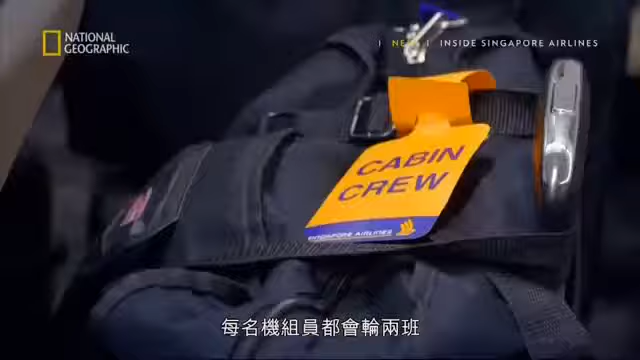 NATIONAL
GEOGRAPHIC
| NEW | INSIDE SINGAPORE AIRLINES
CABIN
CREW
SINGAPORE AIRLINES
每名機組員都會輪兩班